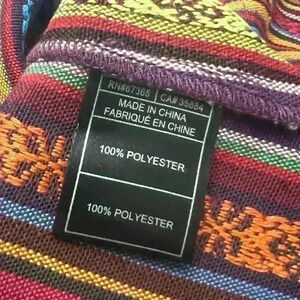 RN#67365 CA#35684
MADE IN CHINA
FABRIQUÉ EN CHINE
100% POLYESTER
100% POLYESTER